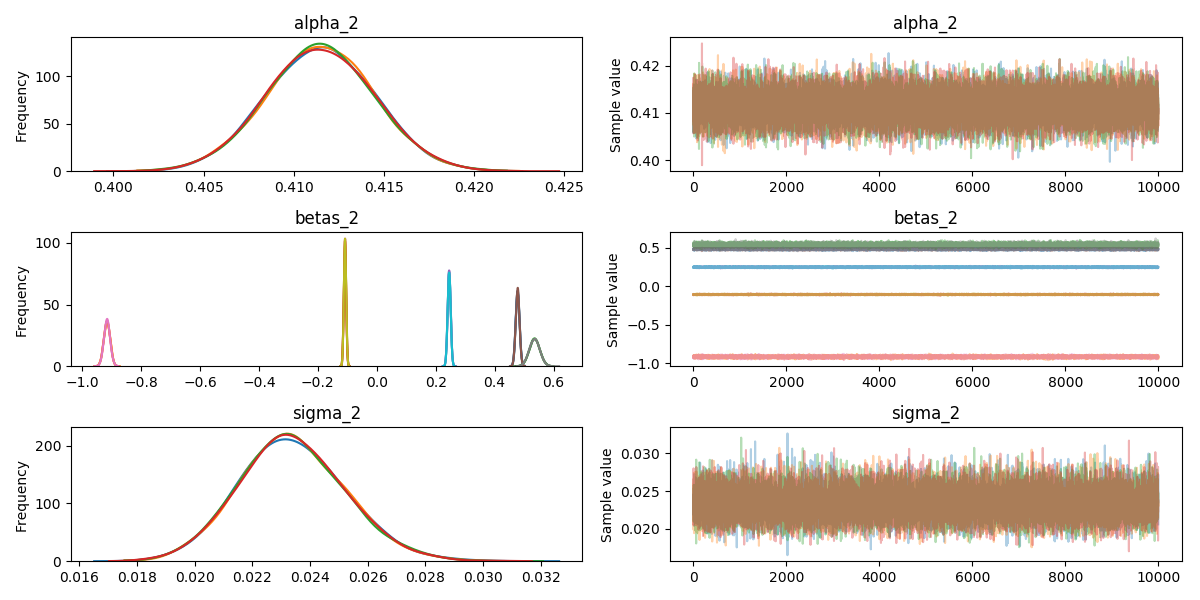 alpha_2
Frequency
100
50
0
0.400 0.405 0.410 0.415 0.420 0.425
alpha_2
Sample value
0.42
0.41
0.40
0 2000 4000 6000 8000 10000
betas_2
Frequency
100
50
0
−1.0 −0.8 −0.6 −0.4 −0.2 0.0 0.2 0.4 0.6
betas_2
Sample value
0.5
0.0
−0.5
−1.0
0 2000 4000 6000 8000 10000
sigma_2
Frequency
200
100
0
0.016 0.018 0.020 0.022 0.024 0.026 0.028 0.030 0.032
sigma_2
Sample value
0.030
0.025
0.020
0 2000 4000 6000 8000 10000